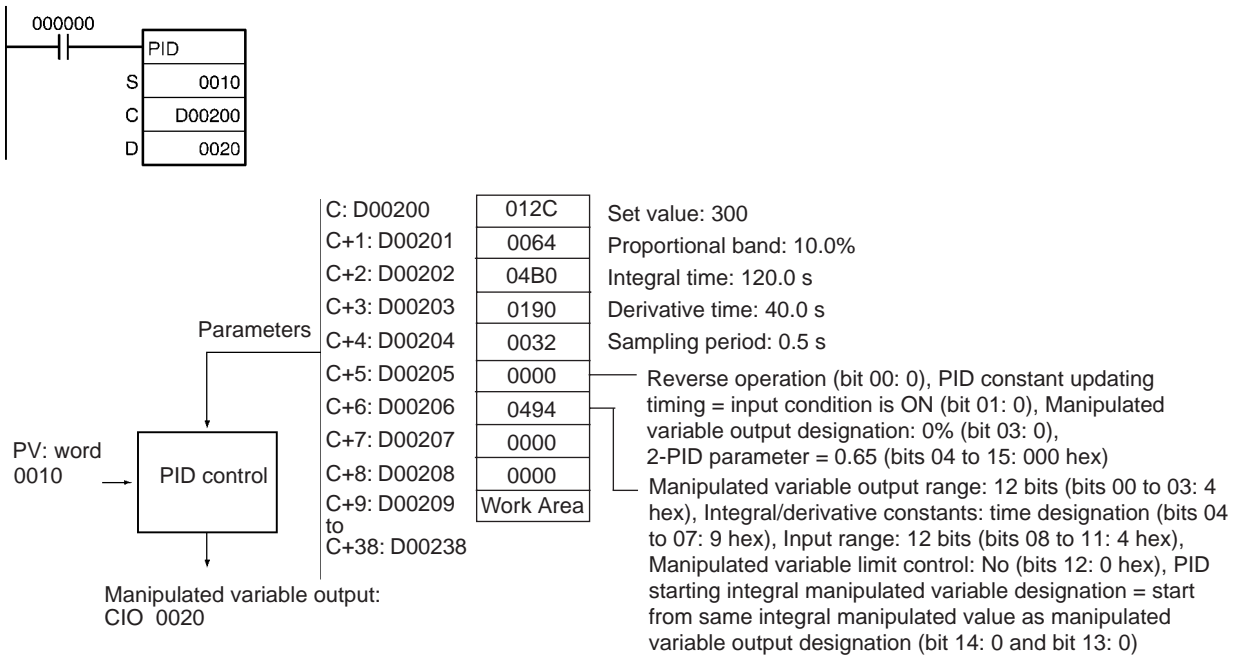 000000
PID
S 0010
C D00200
D 0020
C: D00200 012C Set value: 300
C+1: D00201 0064 Proportional band: 10.0%
C+2: D00202 04B0 Integral time: 120.0 s
C+3: D00203 0190 Derivative time: 40.0 s
Parameters
C+4: D00204 0032 Sampling period: 0.5 s
C+5: D00205 0000
C+6: D00206 0494
C+7: D00207 0000
C+8: D00208 0000
C+9: D00209 Work Area
to
C+38: D00238
Reverse operation (bit 00: 0), PID constant updating
timing = input condition is ON (bit 01: 0), Manipulated
variable output designation: 0% (bit 03: 0),
2-PID parameter = 0.65 (bits 04 to 15: 000 hex)
Manipulated variable output range: 12 bits (bits 00 to 03: 4
hex), Integral/derivative constants: time designation (bits 04
to 07: 9 hex), Input range: 12 bits (bits 08 to 11: 4 hex),
Manipulated variable limit control: No (bits 12: 0 hex), PID
starting integral manipulated variable designation = start
from same integral manipulated value as manipulated
variable output designation (bit 14: 0 and bit 13: 0)
PV: word
0010
PID control
Manipulated variable output:
CIO 0020